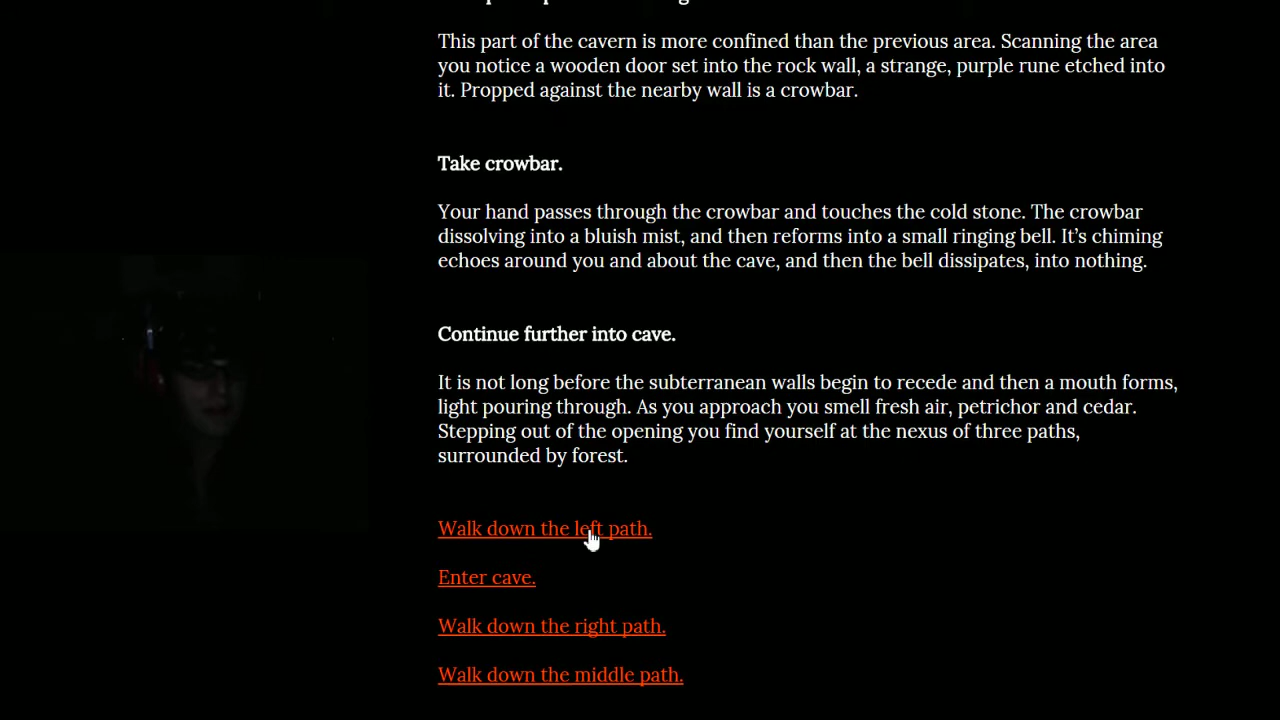 This part of the cavern is more confined than the previous area. Scanning the area
you notice a wooden door set into the rock wall, a strange, purple rune etched into
it. Propped against the nearby wall is a crowbar.
Take crowbar.
Your hand passes through the crowbar and touches the cold stone. The crowbar
dissolving into a bluish mist, and then reforms into a small ringing bell. It’s chiming
echoes around you and about the cave, and then the bell dissipates, into nothing.
Continue further into cave.
It is not long before the subterranean walls begin to recede and then a mouth forms,
light pouring through. As you approach you smell fresh air, petrichor and cedar.
Stepping out of the opening you find yourself at the nexus of three paths,
surrounded by forest.
Walk down the left path.
Enter cave.
Walk down the right path.
Walk down the middle path.